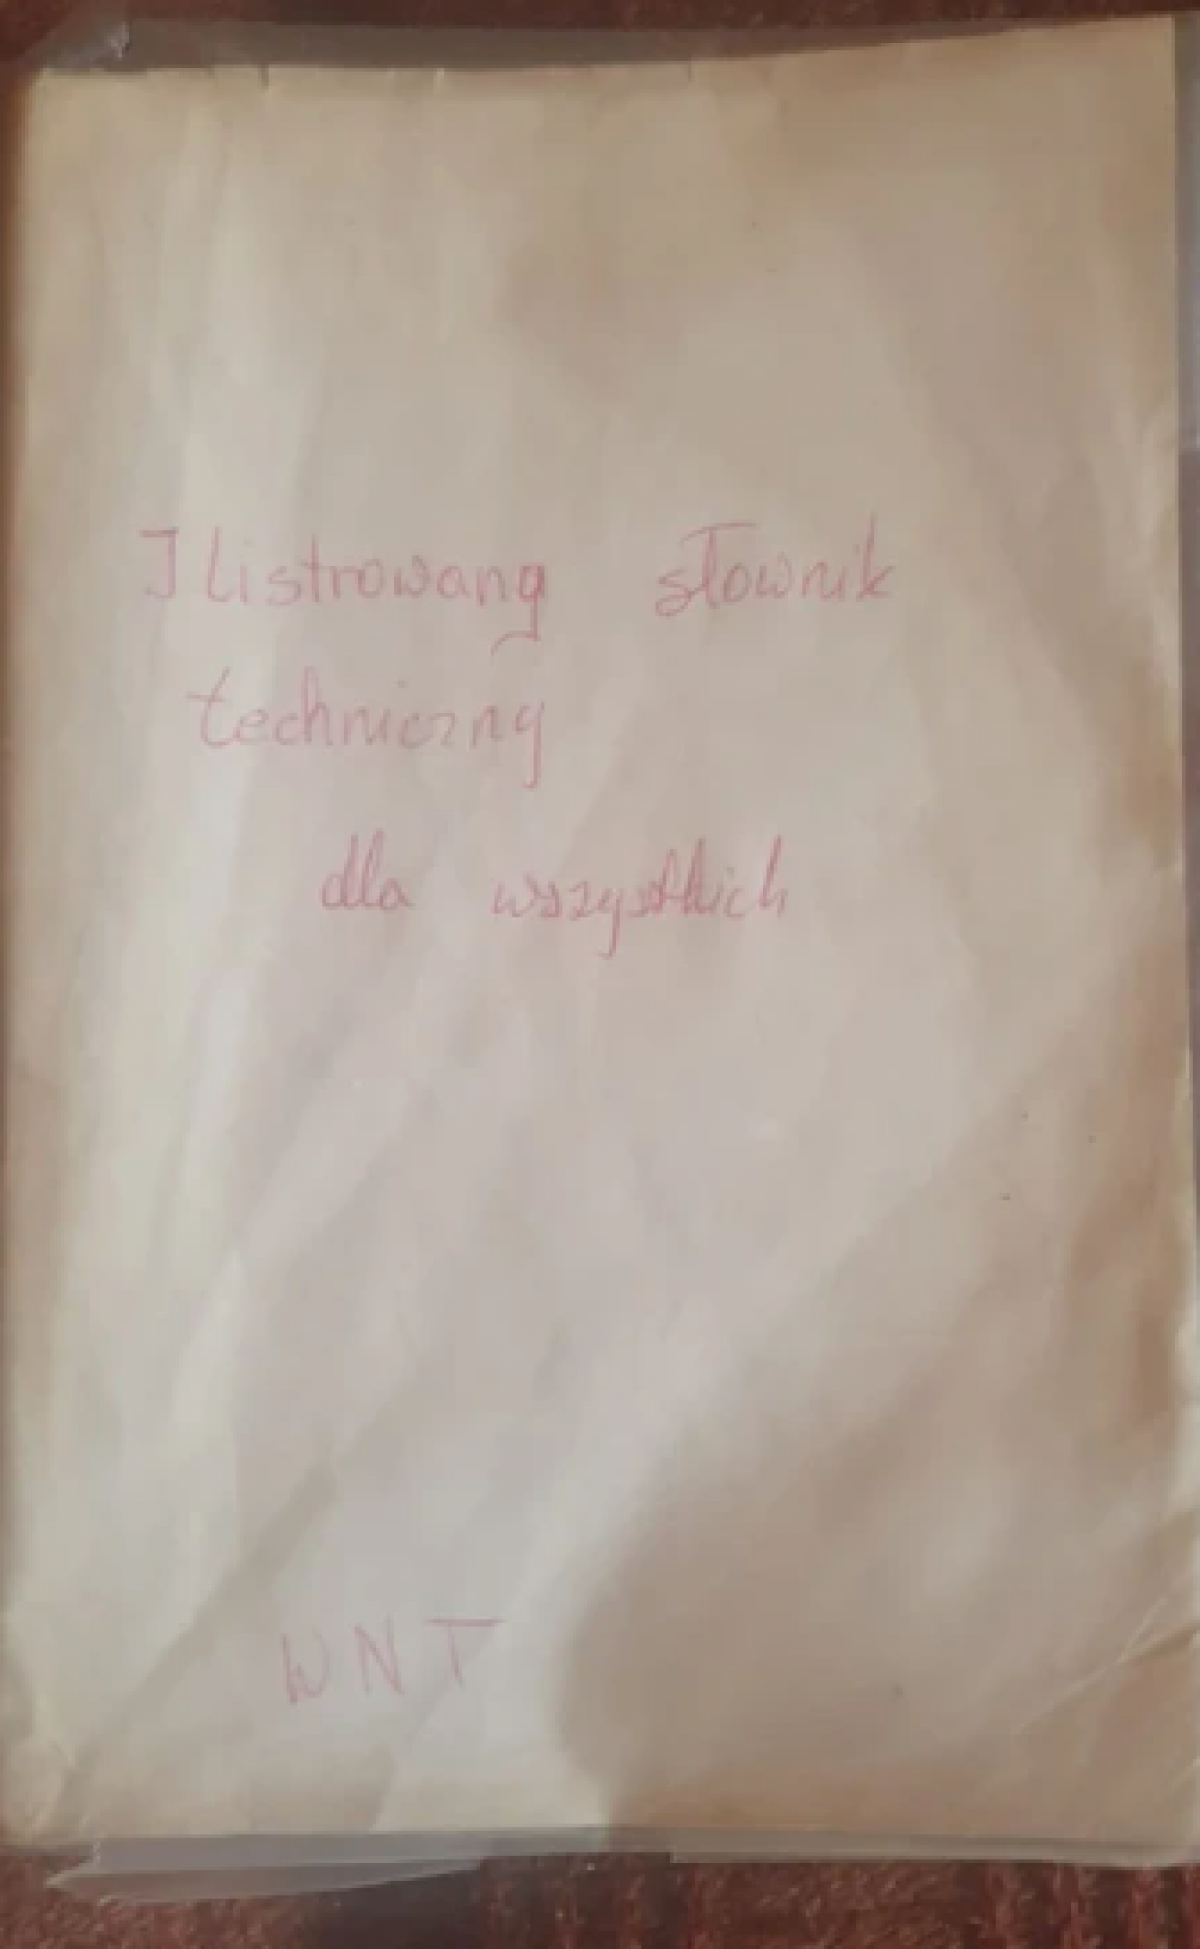 Ilistrowany słownik
techniczny
dla wszystkich
WNT